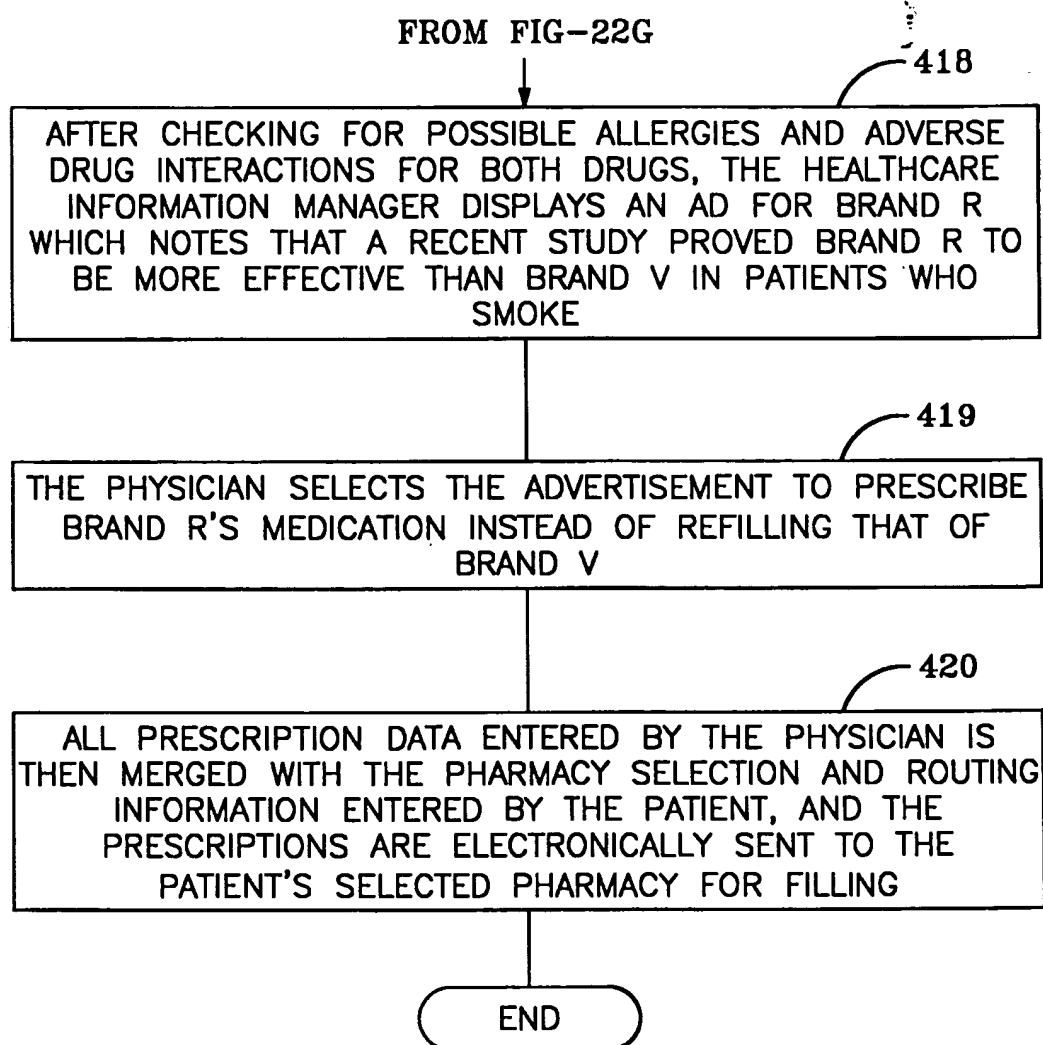 FROM FIG-22G
418
AFTER CHECKING FOR POSSIBLE ALLERGIES AND ADVERSE
DRUG INTERACTIONS FOR BOTH DRUGS, THE HEALTHCARE
INFORMATION MANAGER DISPLAYS AN AD FOR BRAND R
WHICH NOTES THAT A RECENT STUDY PROVED BRAND R TO
BE MORE EFFECTIVE THAN BRAND V IN PATIENTS WHO
SMOKE
419
THE PHYSICIAN SELECTS THE ADVERTISEMENT TO PRESCRIBE
BRAND R'S MEDICATION INSTEAD OF REFILLING THAT OF
BRAND V
420
ALL PRESCRIPTION DATA ENTERED BY THE PHYSICIAN IS
THEN MERGED WITH THE PHARMACY SELECTION AND ROUTING
INFORMATION ENTERED BY THE PATIENT, AND THE
PRESCRIPTIONS ARE ELECTRONICALLY SENT TO THE
PATIENT'S SELECTED PHARMACY FOR FILLING
END